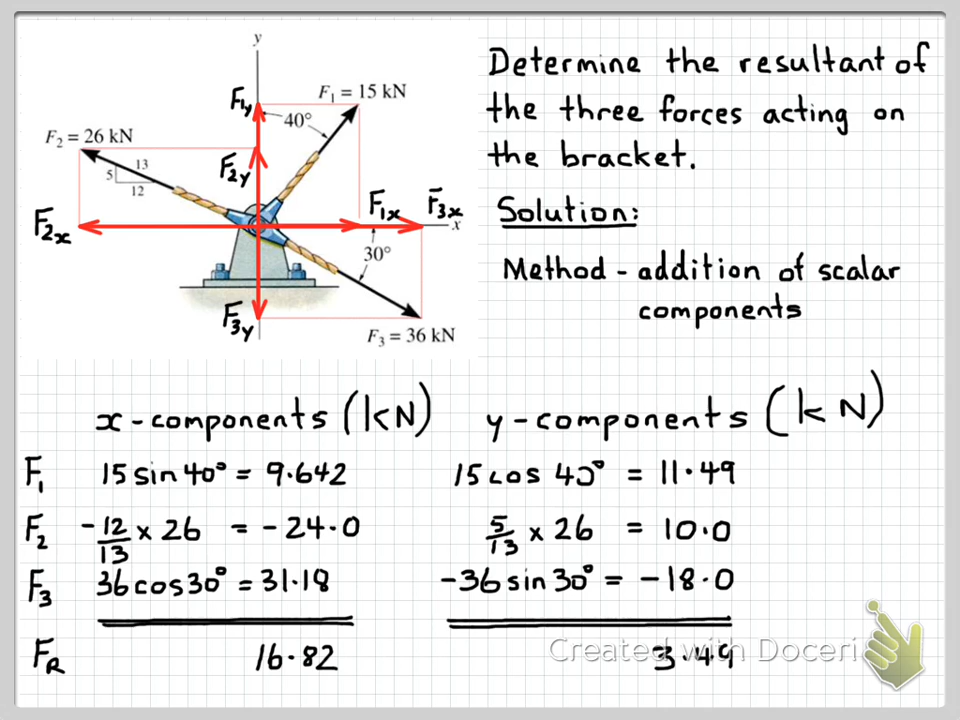 y
F₁ = 15 kN
F₁y
40°
F₂ = 26 kN
13
5
12
F₂y
F₂x
F₁x
F₃x
x
30°
F₃y
F₃ = 36 kN
Determine the resultant of
the three forces acting on
the bracket.
Solution:
Method - addition of scalar
components
x - components (kN)
y - components (kN)
F₁ 15 sin 40° = 9.642 15 cos 40° = 11.49
F₂ -12/13 × 26 = -24.0 5/13 × 26 = 10.0
F₃ 36 cos 30° = 31.18 -36 sin 30° = -18.0
F_R 16.82 3.49
Created with Doceri